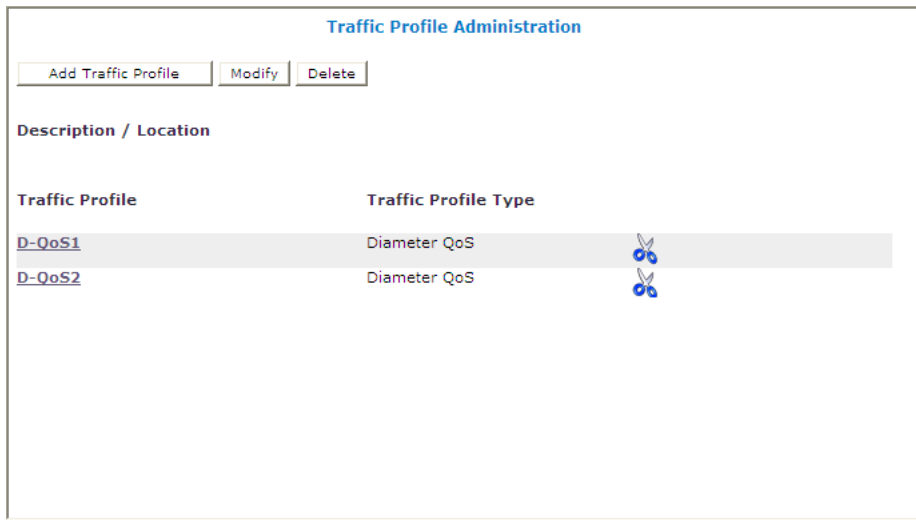 Traffic Profile Administration
Add Traffic Profile Modify Delete
Description / Location
Traffic Profile Traffic Profile Type
D-QoS1 Diameter QoS
D-QoS2 Diameter QoS